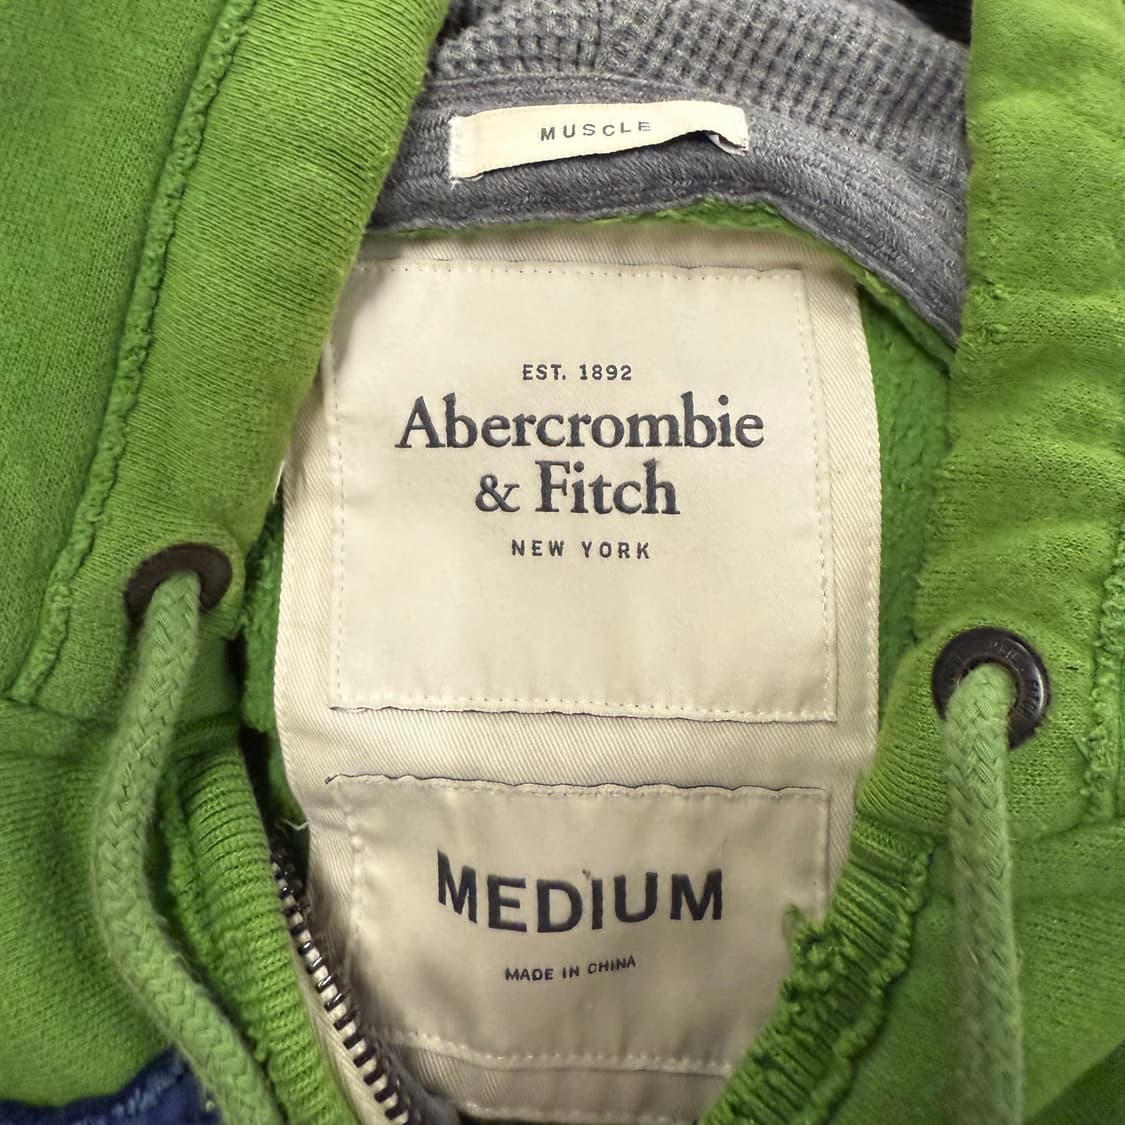 MUSCLE
EST. 1892
Abercrombie
& Fitch
NEW YORK
MEDIUM
MADE IN CHINA